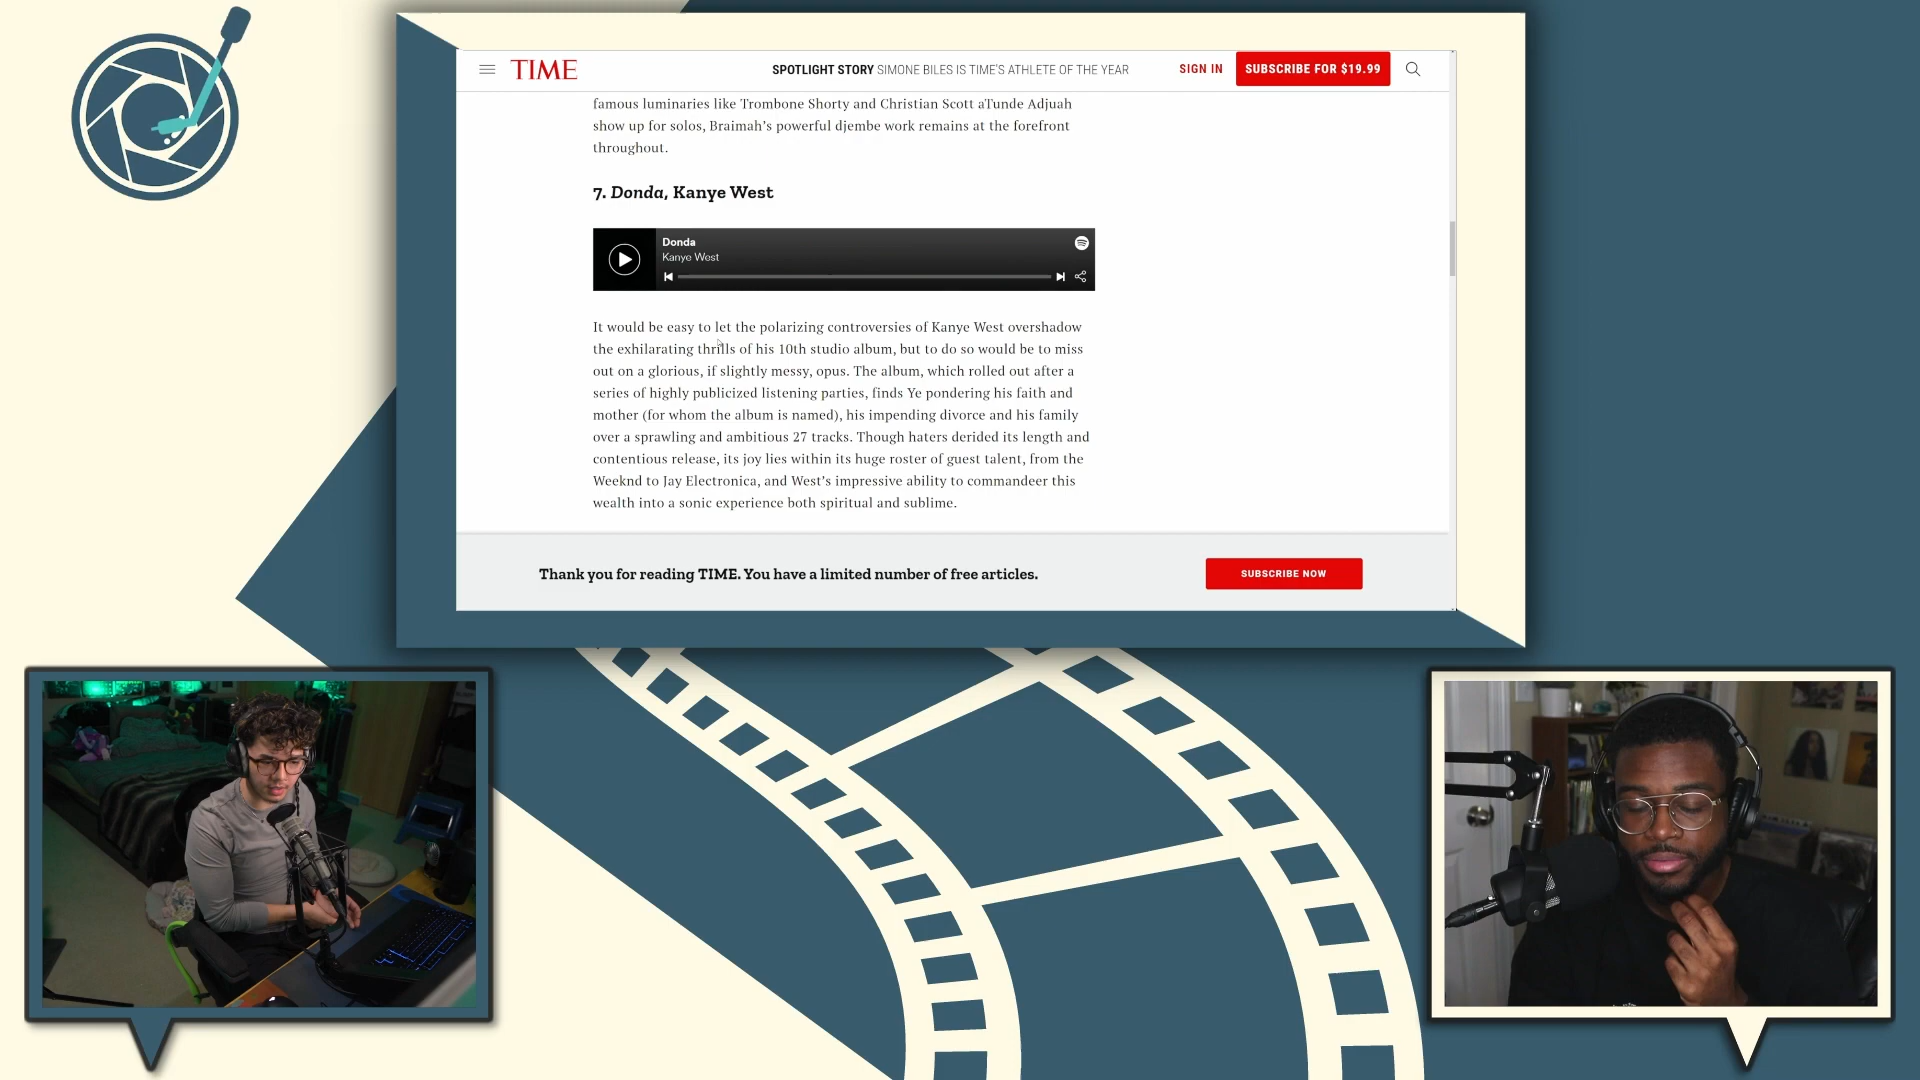 TIME
SPOTLIGHT STORY SIMONE BILES IS TIME'S ATHLETE OF THE YEAR
SIGN IN
SUBSCRIBE FOR $19.99
famous luminaries like Trombone Shorty and Christian Scott aTunde Adjuah
show up for solos, Braimah's powerful djembe work remains at the forefront
throughout.
7. Donda, Kanye West
Donda
Kanye West
It would be easy to let the polarizing controversies of Kanye West overshadow
the exhilarating thrills of his 10th studio album, but to do so would be to miss
out on a glorious, if slightly messy, opus. The album, which rolled out after a
series of highly publicized listening parties, finds Ye pondering his faith and
mother (for whom the album is named), his impending divorce and his family
over a sprawling and ambitious 27 tracks. Though haters derided its length and
contentious release, its joy lies within its huge roster of guest talent, from the
Weeknd to Jay Electronica, and West's impressive ability to commandeer this
wealth into a sonic experience both spiritual and sublime.
Thank you for reading TIME. You have a limited number of free articles.
SUBSCRIBE NOW